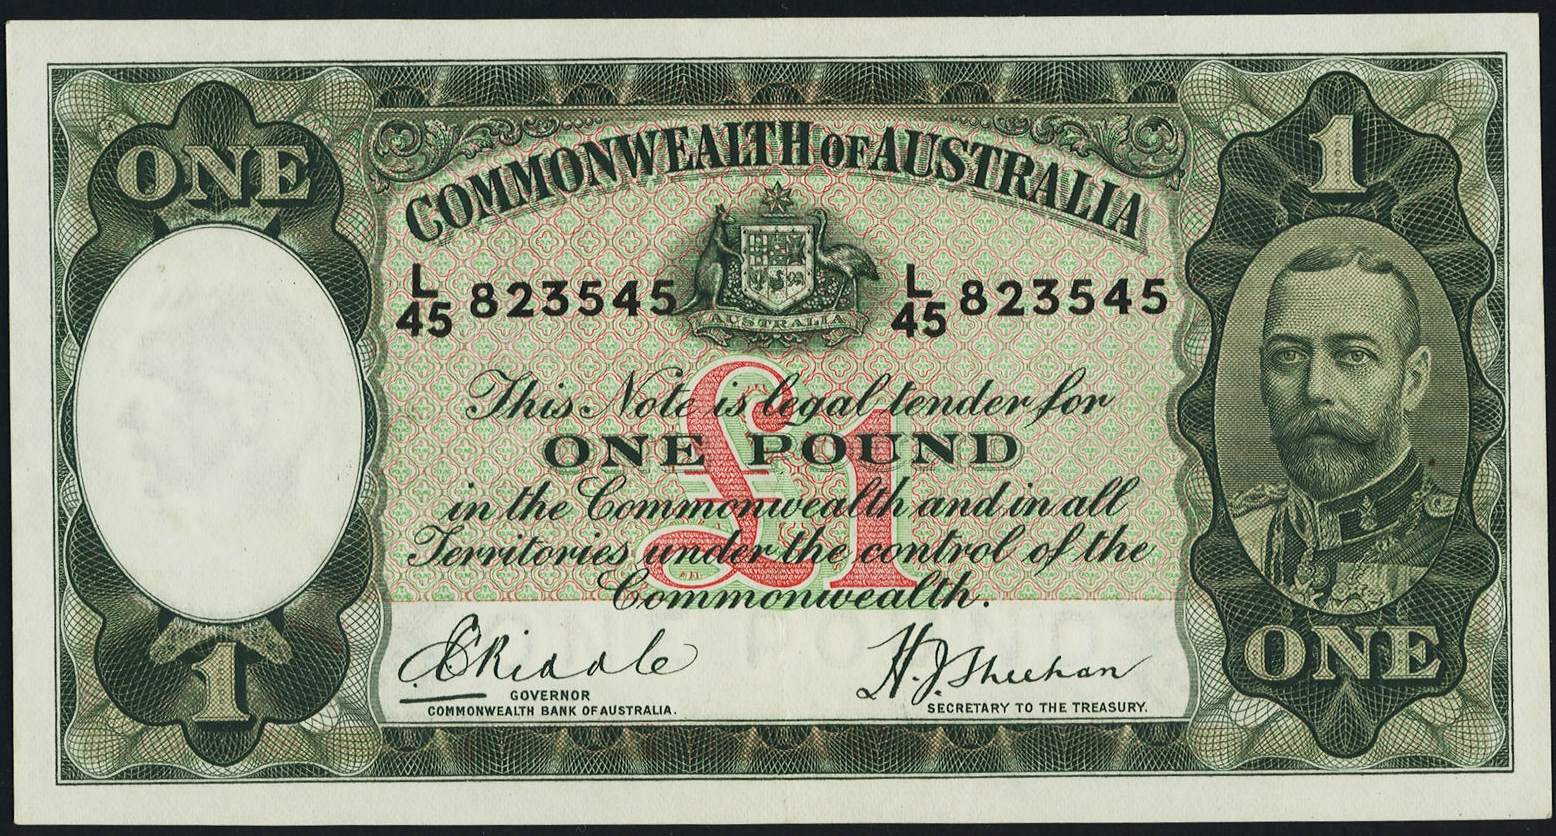 ONE
1
COMMONWEALTH OF AUSTRALIA
L/45 823545
L/45 823545
AUSTRALIA
£1
This Note is legal tender for
ONE POUND
in the Commonwealth and in all
Territories under the control of the
Commonwealth.
E C Riddle
H. J. Sheehan
GOVERNOR
COMMONWEALTH BANK OF AUSTRALIA.
SECRETARY TO THE TREASURY.
1
ONE